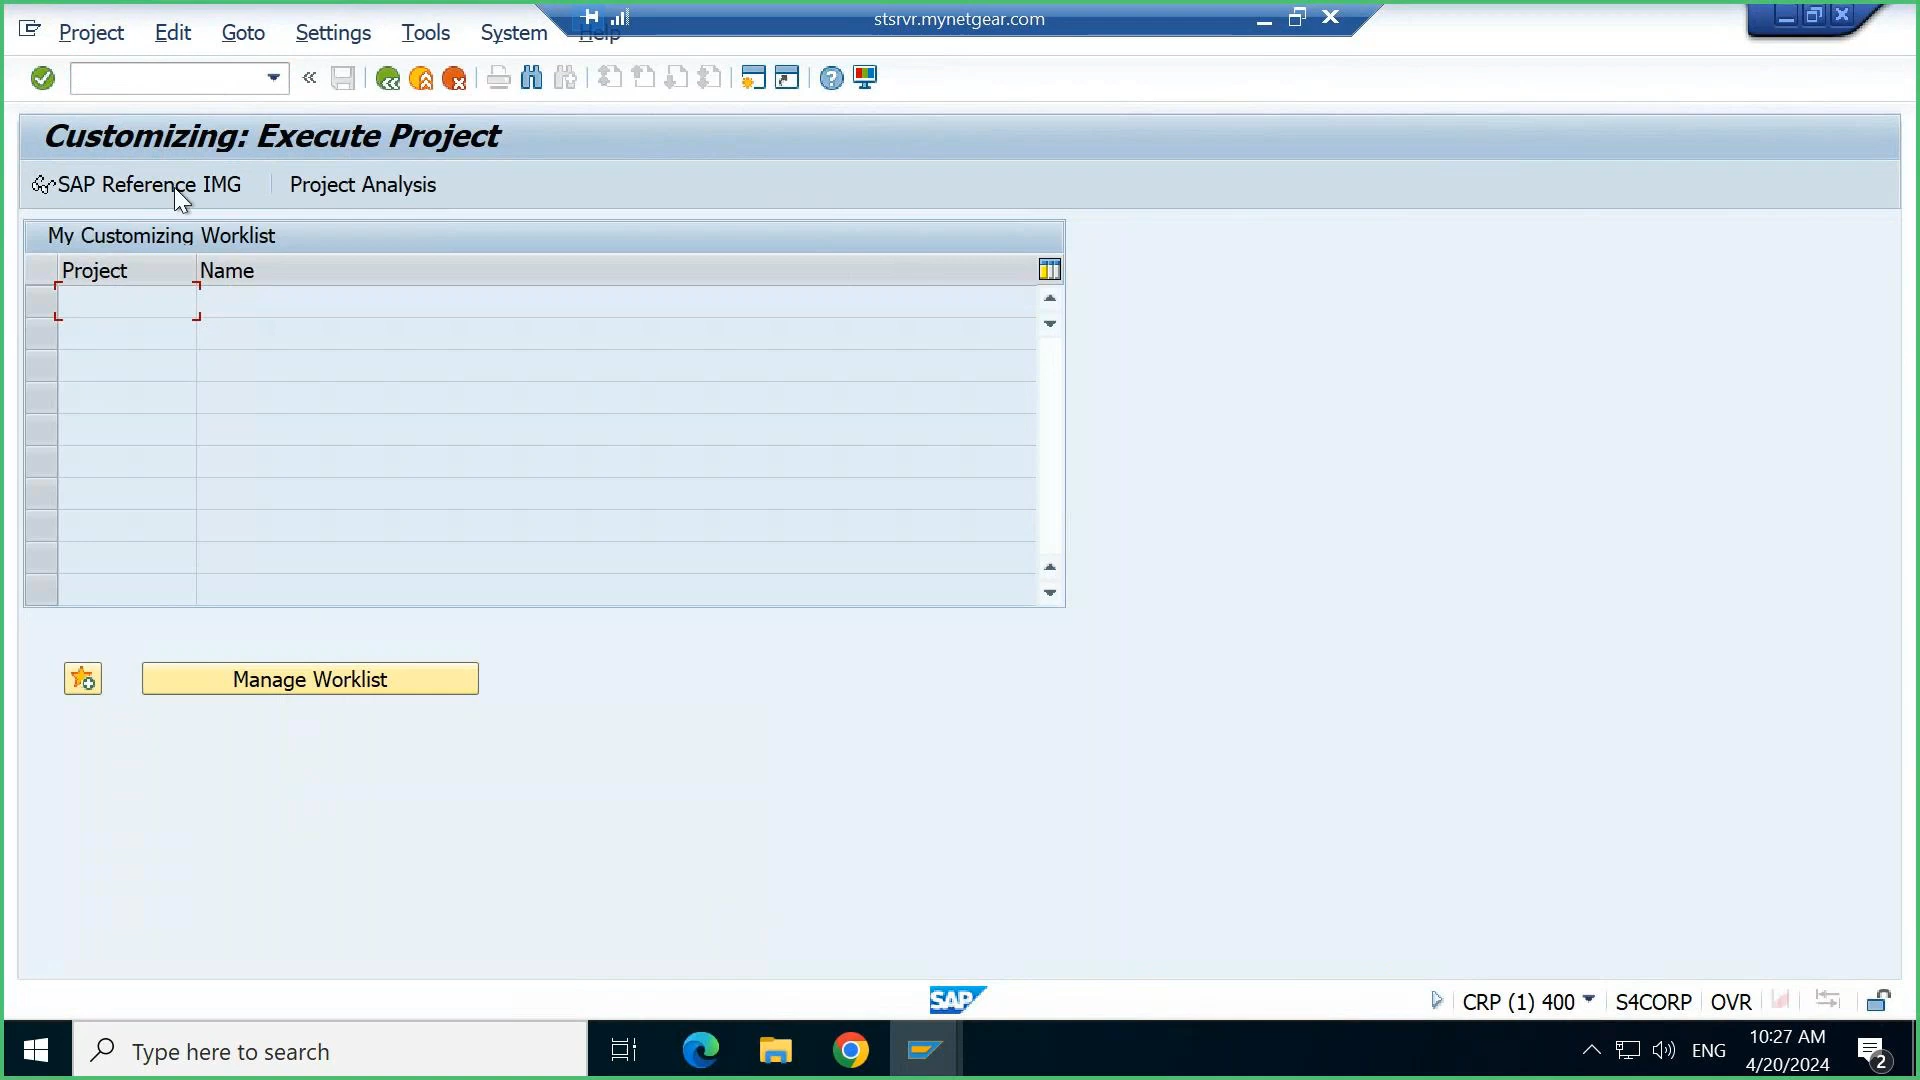 stsrvr.mynetgear.com
Project Edit Goto Settings Tools System Help
Customizing: Execute Project
SAP Reference IMG Project Analysis
My Customizing Worklist
Project Name
Manage Worklist
SAP
CRP (1) 400 S4CORP OVR
Type here to search
ENG
10:27 AM
4/20/2024
2